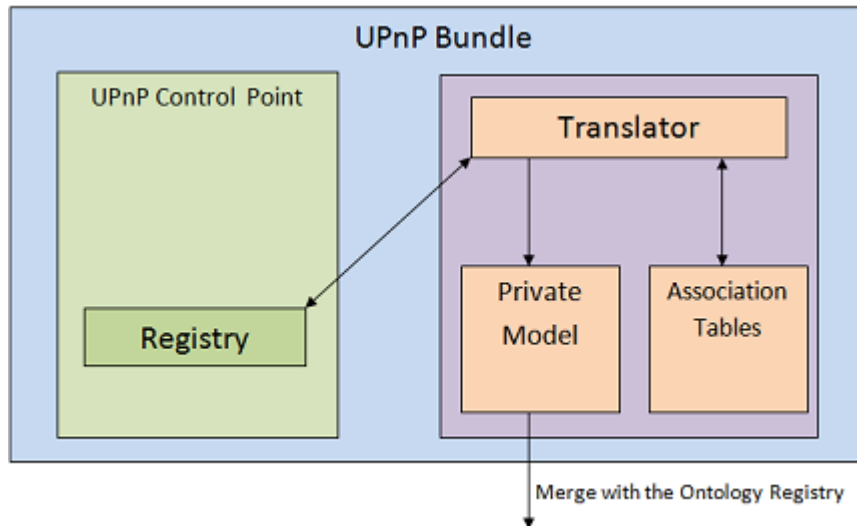 UPnP Bundle
UPnP Control Point
Registry
Translator
Private
Model
Association
Tables
Merge with the Ontology Registry